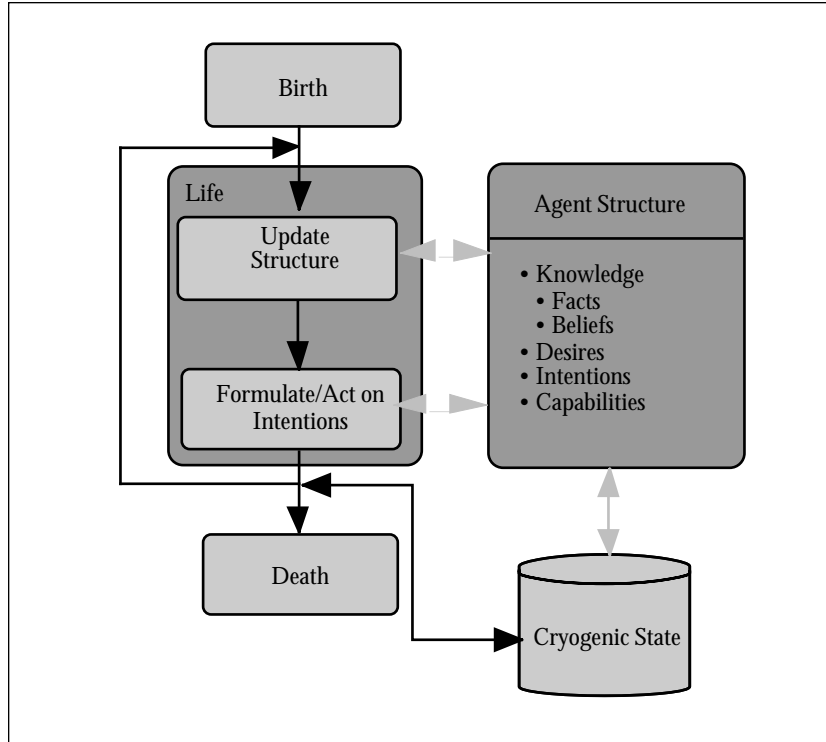 Birth
Life
Update
Structure
Formulate/Act on
Intentions
Death
Agent Structure
• Knowledge
• Facts
• Beliefs
• Desires
• Intentions
• Capabilities
Cryogenic State